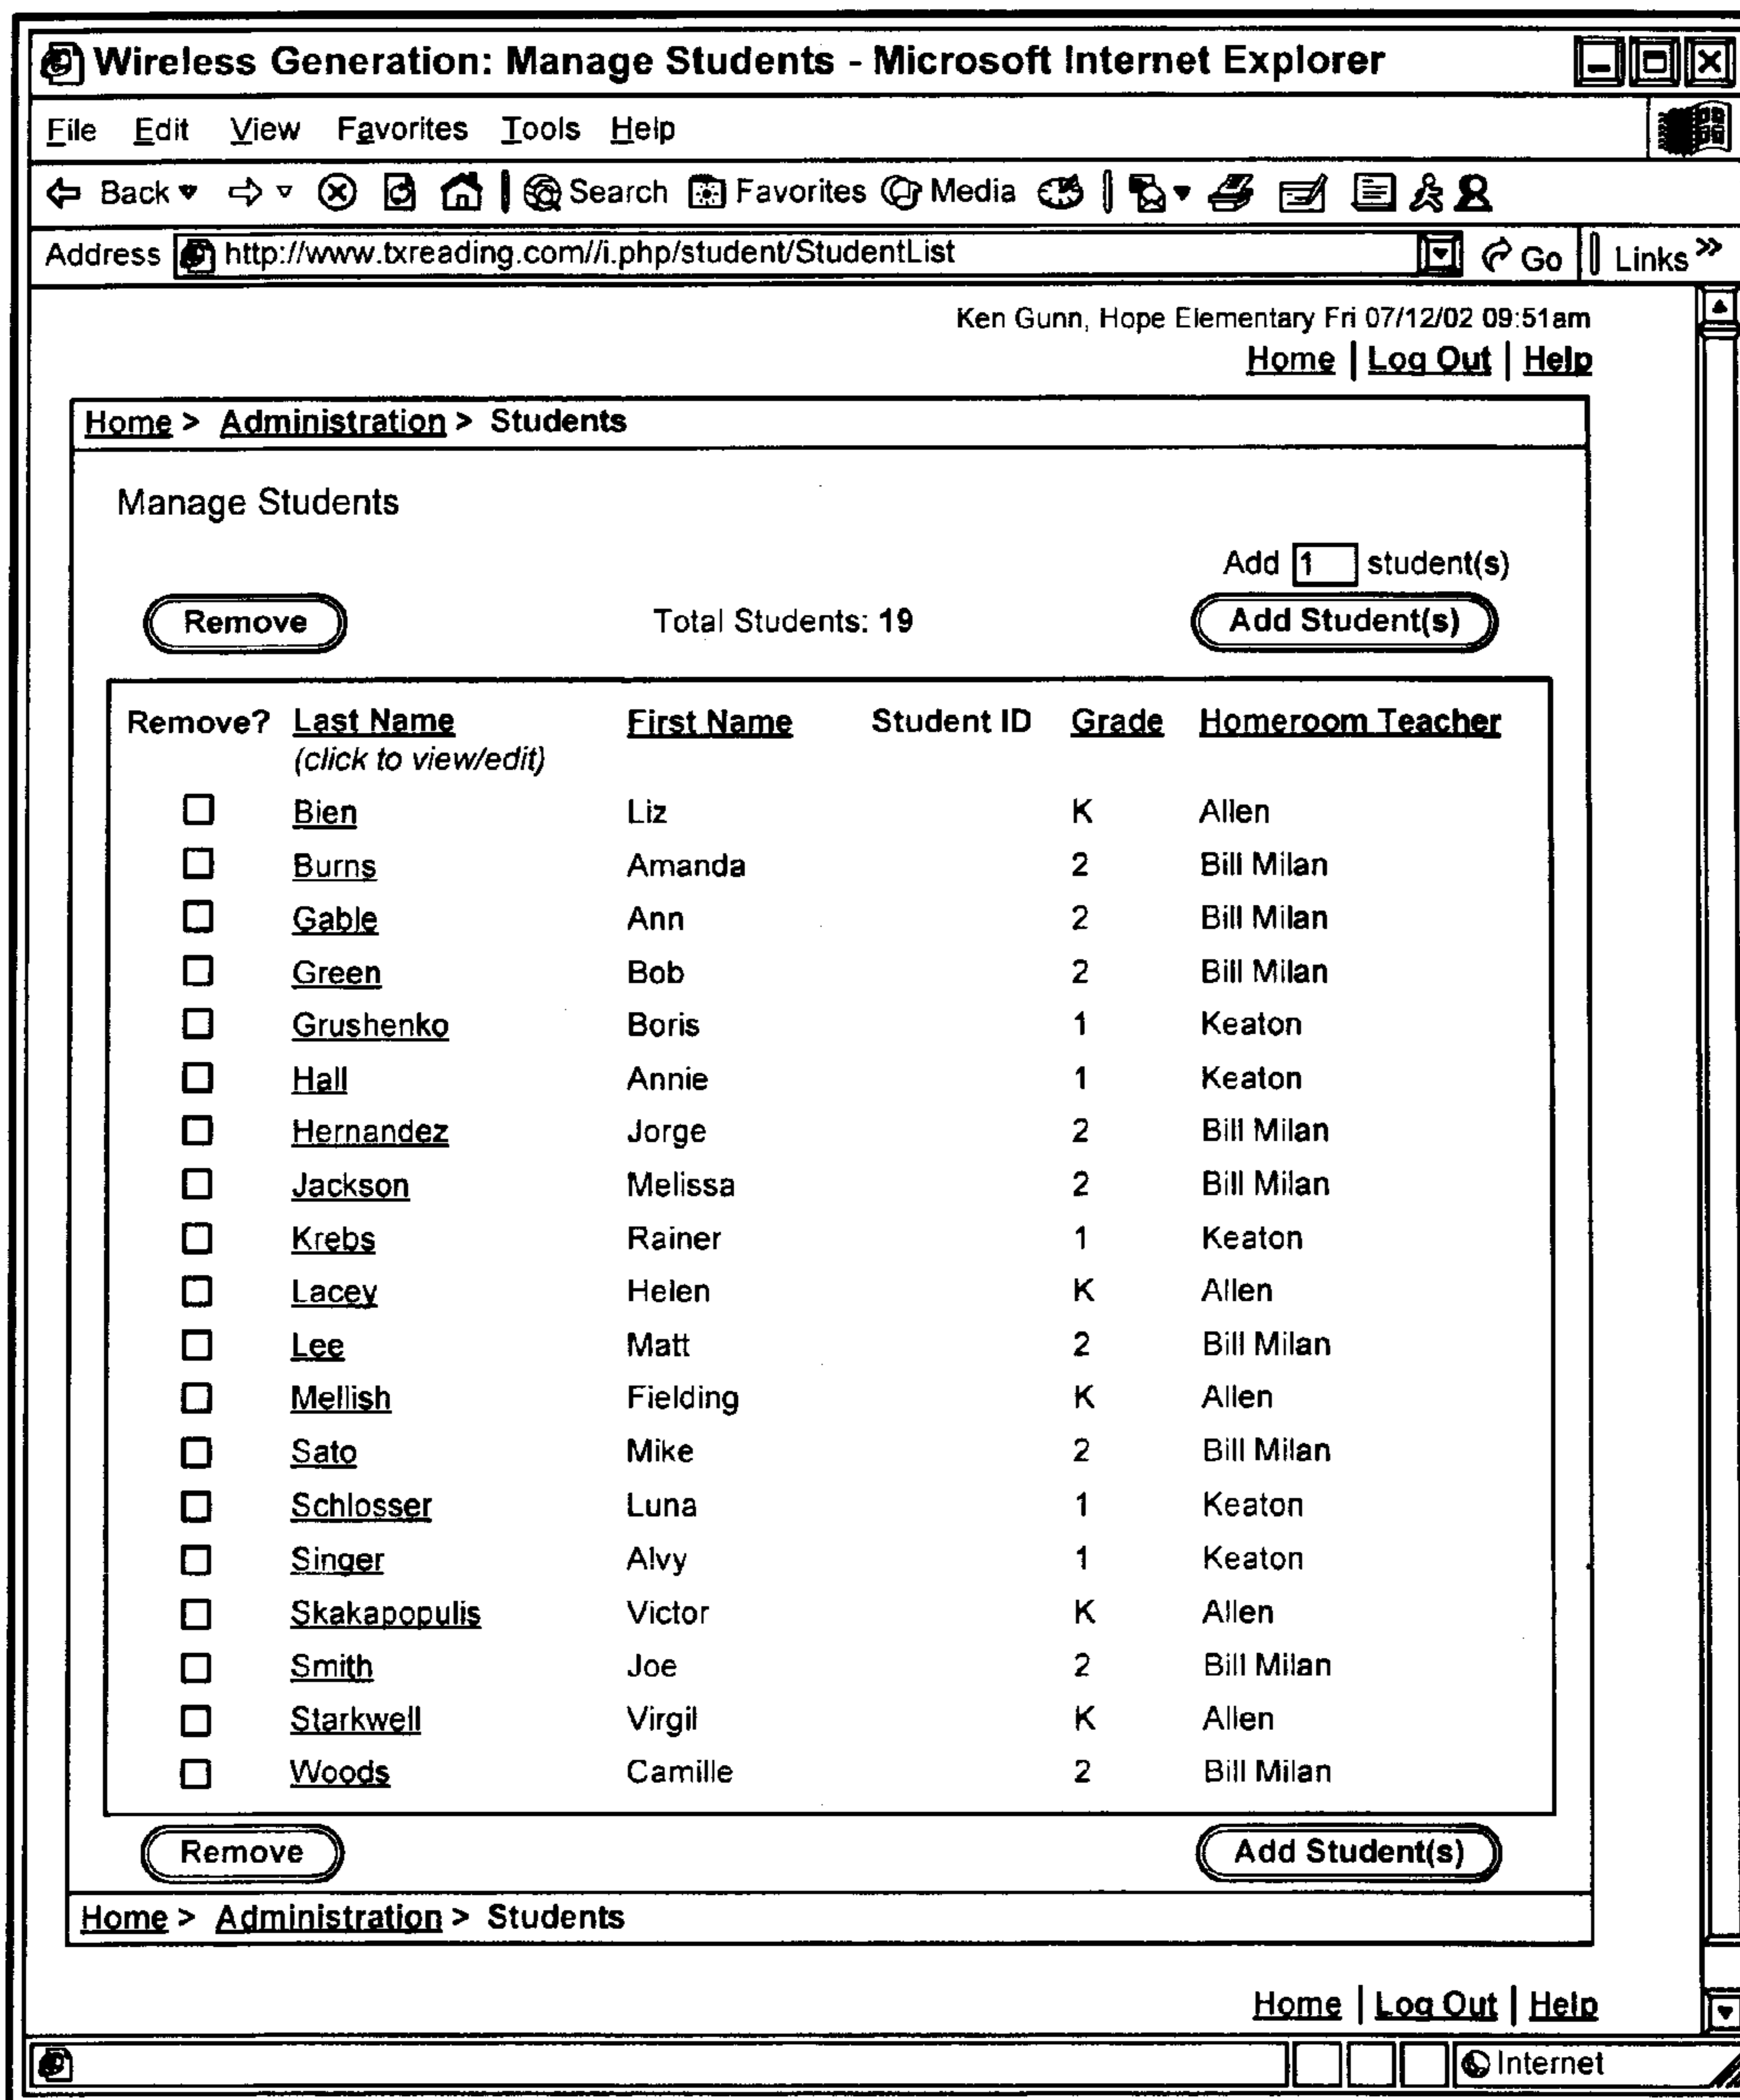 Wireless Generation: Manage Students - Microsoft Internet Explorer
File Edit View Favorites Tools Help
Back Search Favorites Media
Address http://www.txreading.com//i.php/student/StudentList Go Links »
Ken Gunn, Hope Elementary Fri 07/12/02 09:51am
Home | Log Out | Help
Home > Administration > Students
Manage Students
Add 1 student(s)
Remove Total Students: 19 Add Student(s)
Remove? Last Name First Name Student ID Grade Homeroom Teacher
(click to view/edit)
Bien Liz K Allen
Burns Amanda 2 Bill Milan
Gable Ann 2 Bill Milan
Green Bob 2 Bill Milan
Grushenko Boris 1 Keaton
Hall Annie 1 Keaton
Hernandez Jorge 2 Bill Milan
Jackson Melissa 2 Bill Milan
Krebs Rainer 1 Keaton
Lacey Helen K Allen
Lee Matt 2 Bill Milan
Mellish Fielding K Allen
Sato Mike 2 Bill Milan
Schlosser Luna 1 Keaton
Singer Alvy 1 Keaton
Skakapopulis Victor K Allen
Smith Joe 2 Bill Milan
Starkwell Virgil K Allen
Woods Camille 2 Bill Milan
Remove Add Student(s)
Home > Administration > Students
Home | Log Out | Help
Internet